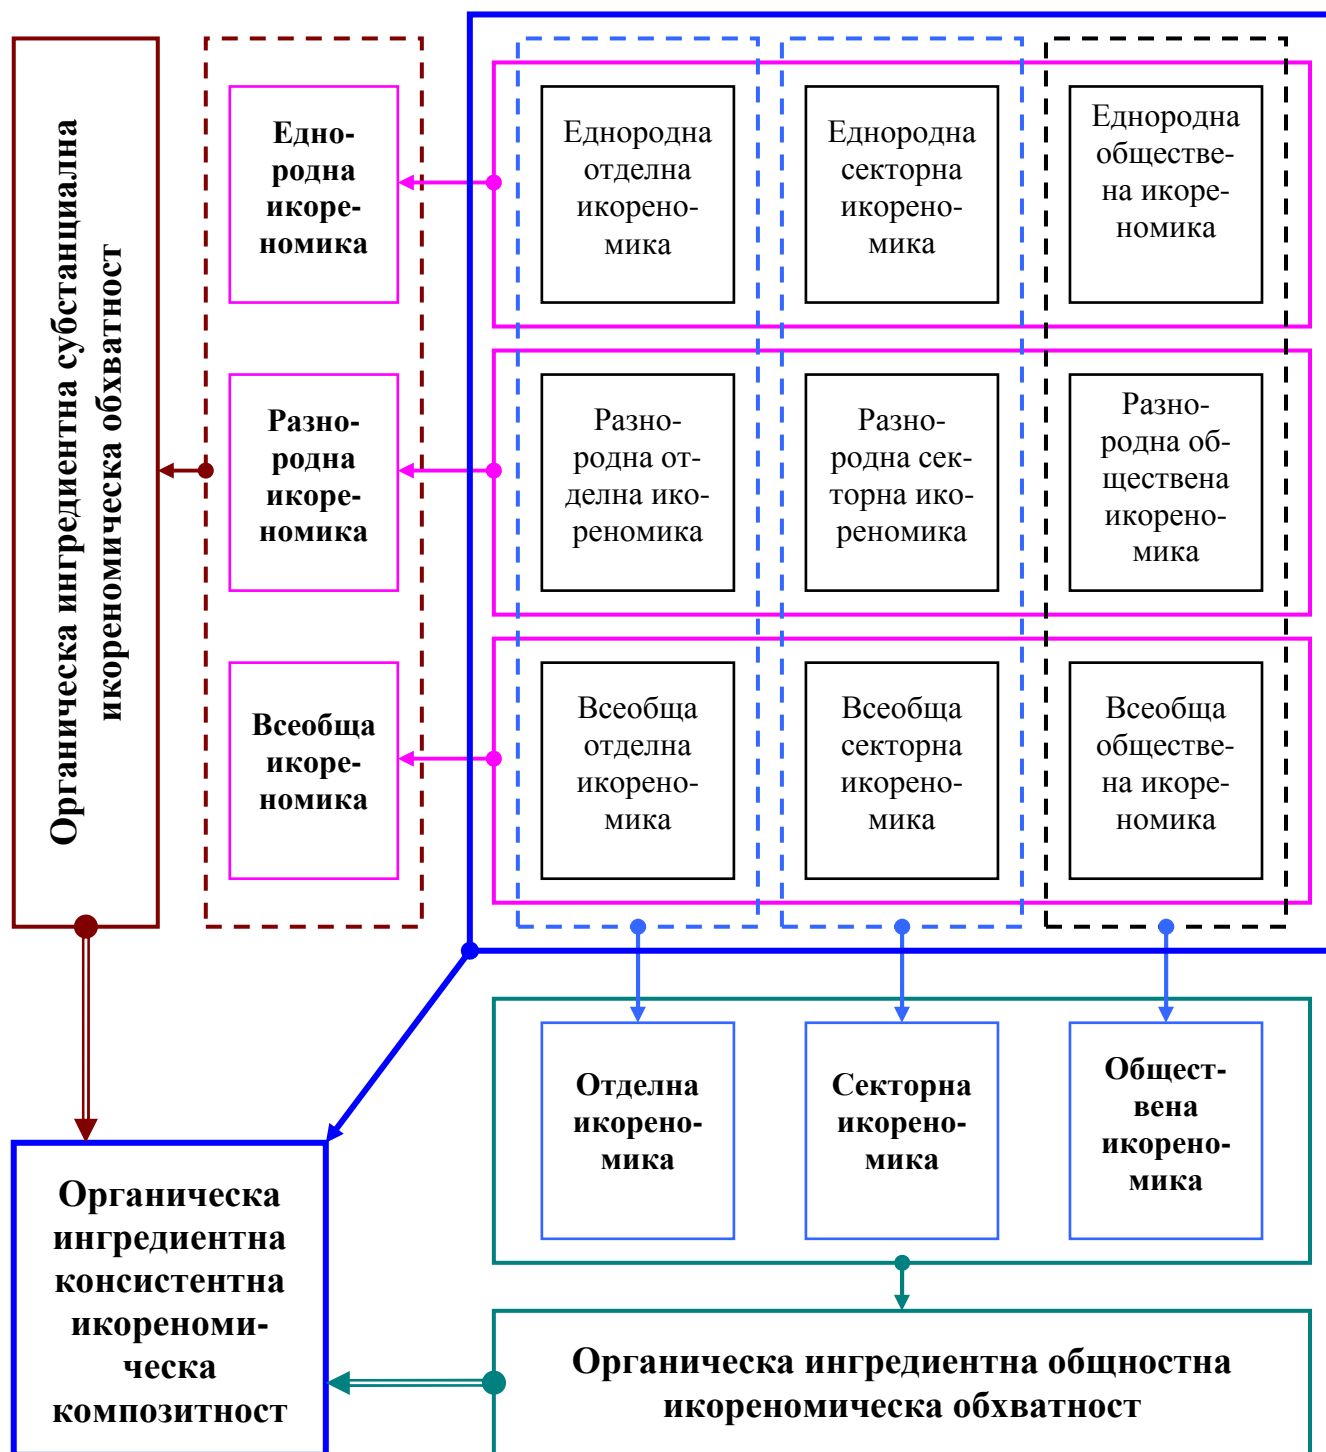 Органическа ингредиентна субстанциална
икореномическа обхватност
Едно-
родна
икоре-
номика
Еднородна
отделна
икорено-
мика
Еднородна
секторна
икорено-
мика
Еднородна
обществе-
на икоре-
номика
Разно-
родна
икоре-
номика
Разно-
родна от-
делна ико-
реномика
Разно-
родна сек-
торна ико-
реномика
Разно-
родна об-
ществена
икорено-
мика
Всеобща
икоре-
номика
Всеобща
отделна
икорено-
мика
Всеобща
секторна
икорено-
мика
Всеобща
обществе-
на икоре-
номика
Отделна
икорено-
мика
Секторна
икорено-
мика
Общест-
вена
икорено-
мика
Органическа
ингредиентна
консистентна
икореноми-
ческа
композитност
Органическа ингредиентна общностна
икореномическа обхватност